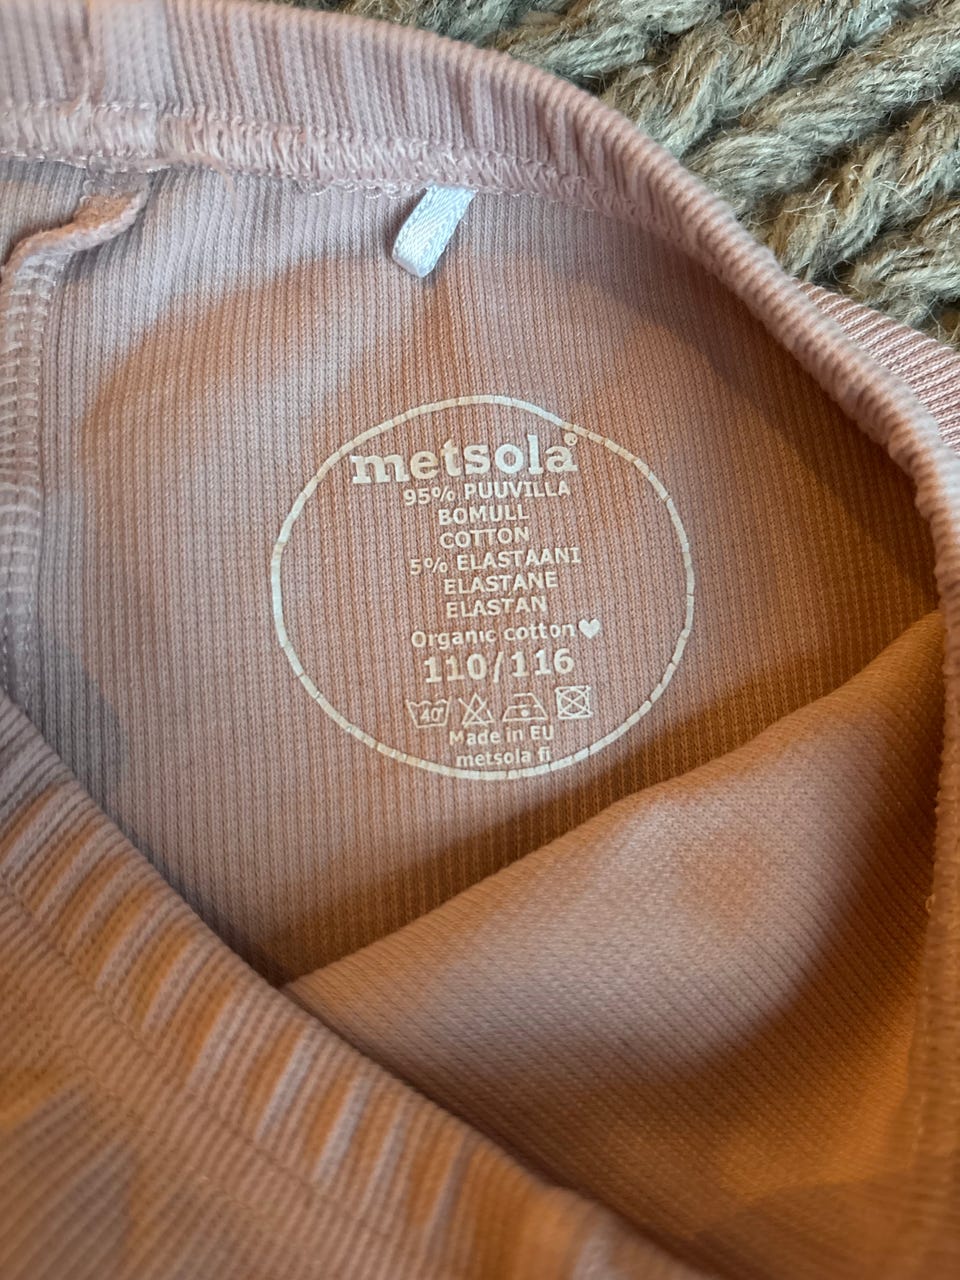 metsola®
95% PUUVILLA
BOMULL
COTTON
5% ELASTAANI
ELASTANE
ELASTAN
Organic cotton ♥
110/116
40°
Made in EU
metsola.fi